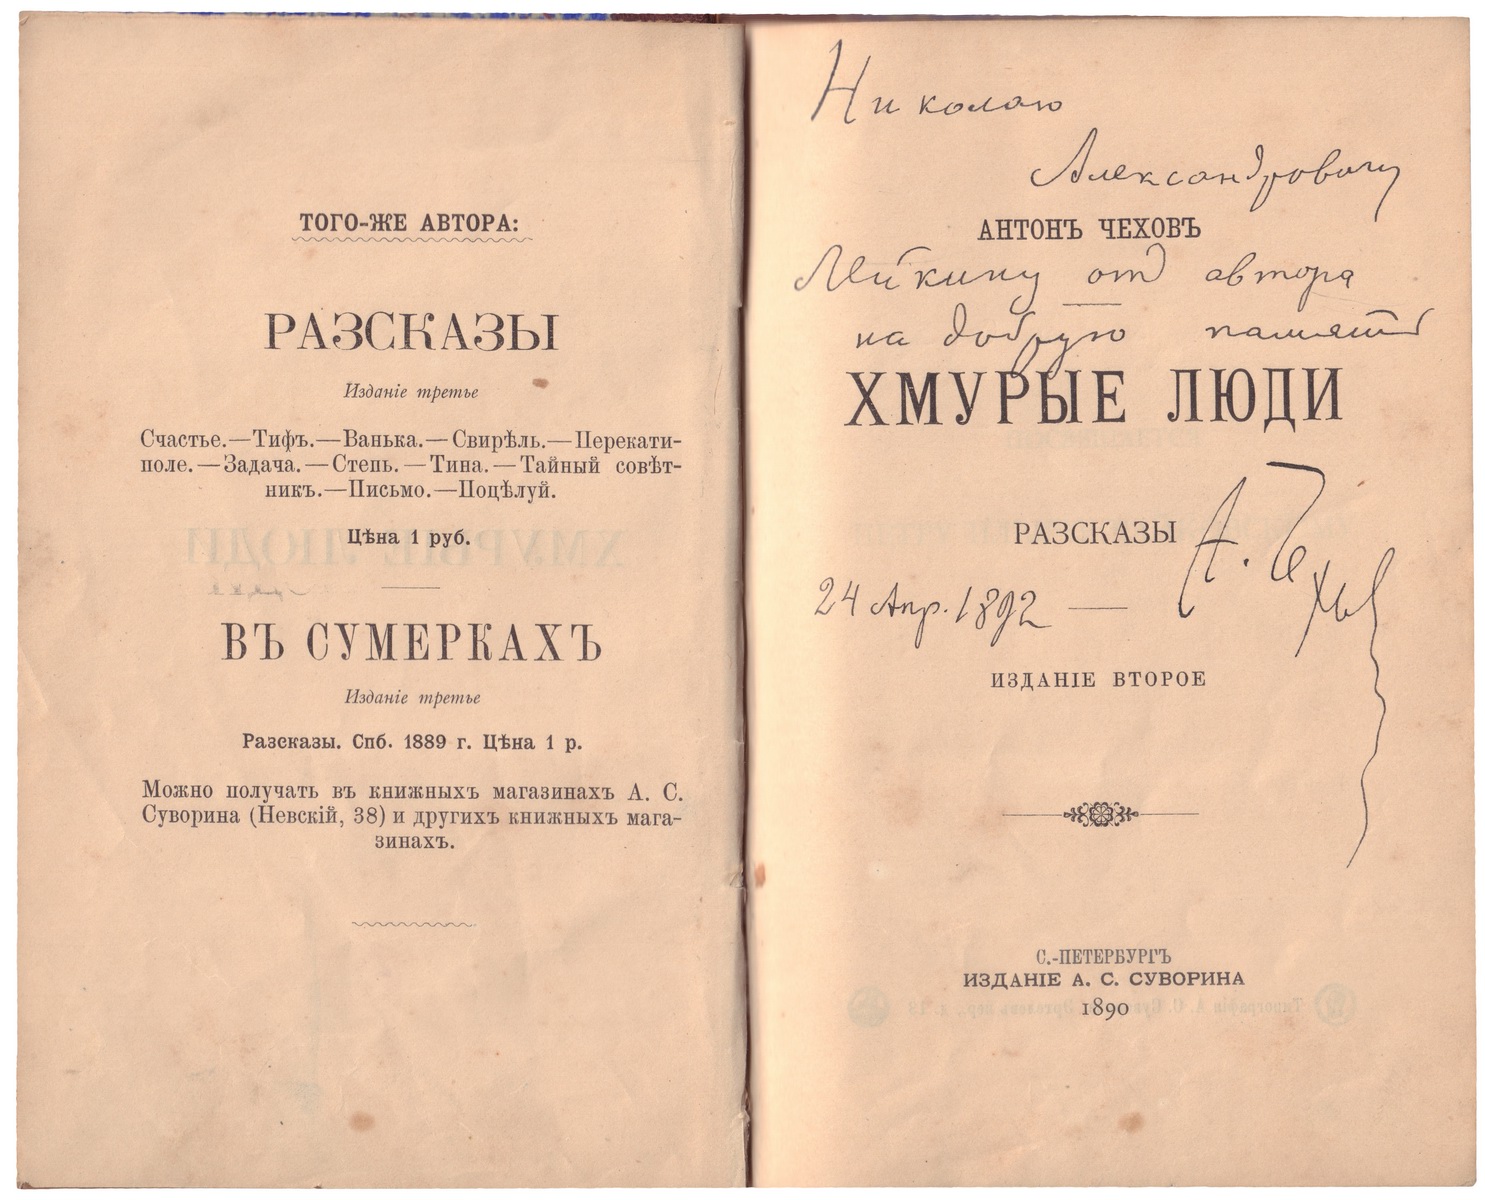 ТОГО-ЖЕ АВТОРА:
РАЗСКАЗЫ
Изданіе третье
Счастье.—Тифъ.—Ванька.—Свирѣль.—Перекати-
поле.—Задача.—Степь.—Тина.—Тайный совѣт-
никъ.—Письмо.—Поцѣлуй.
Цѣна 1 руб.
ВЪ СУМЕРКАХЪ
Изданіе третье
Разсказы. Спб. 1889 г. Цѣна 1 р.
Можно получать въ книжныхъ магазинахъ А. С.
Суворина (Невскій, 38) и другихъ книжныхъ мага-
зинахъ.
Николаю
Александровичу
АНТОНЪ ЧЕХОВЪ
Лейкину от автора
на добрую память
ХМУРЫЕ ЛЮДИ
РАЗСКАЗЫ
А. Чехов
24 Апр. 1892
ИЗДАНІЕ ВТОРОЕ
С.-ПЕТЕРБУРГЪ
ИЗДАНІЕ А. С. СУВОРИНА
1890